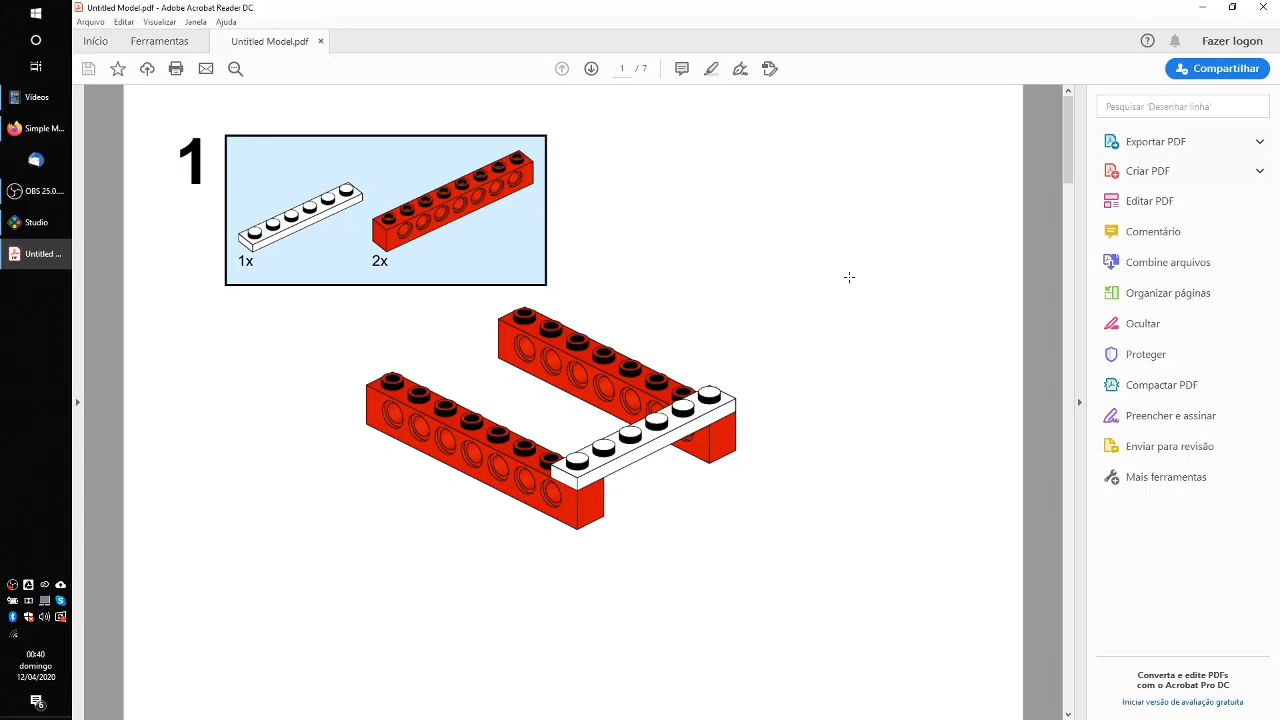 Untitled Model.pdf - Adobe Acrobat Reader DC
Arquivo Editar Visualizar Janela Ajuda
Início Ferramentas Untitled Model.pdf × Fazer logon
1 / 7 Compartilhar
Vídeos
Simple M...
OBS 25.0....
Studio
Untitled ...
00:40
domingo
12/04/2020
6
1
1x 2x
Pesquisar 'Desenhar linha'
Exportar PDF
Criar PDF
Editar PDF
Comentário
Combine arquivos
Organizar páginas
Ocultar
Proteger
Compactar PDF
Preencher e assinar
Enviar para revisão
Mais ferramentas
Converta e edite PDFs
com o Acrobat Pro DC
Iniciar versão de avaliação gratuita